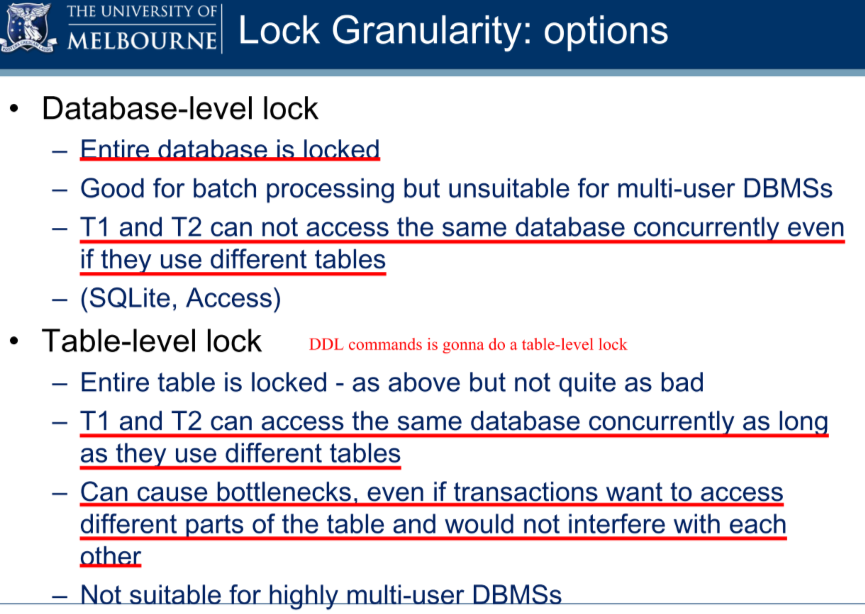 THE UNIVERSITY OF
MELBOURNE
Lock Granularity: options
• Database-level lock
– Entire database is locked
– Good for batch processing but unsuitable for multi-user DBMSs
– T1 and T2 can not access the same database concurrently even
if they use different tables
– (SQLite, Access)
• Table-level lock
DDL commands is gonna do a table-level lock
– Entire table is locked - as above but not quite as bad
– T1 and T2 can access the same database concurrently as long
as they use different tables
– Can cause bottlenecks, even if transactions want to access
different parts of the table and would not interfere with each
other
– Not suitable for highly multi-user DBMSs